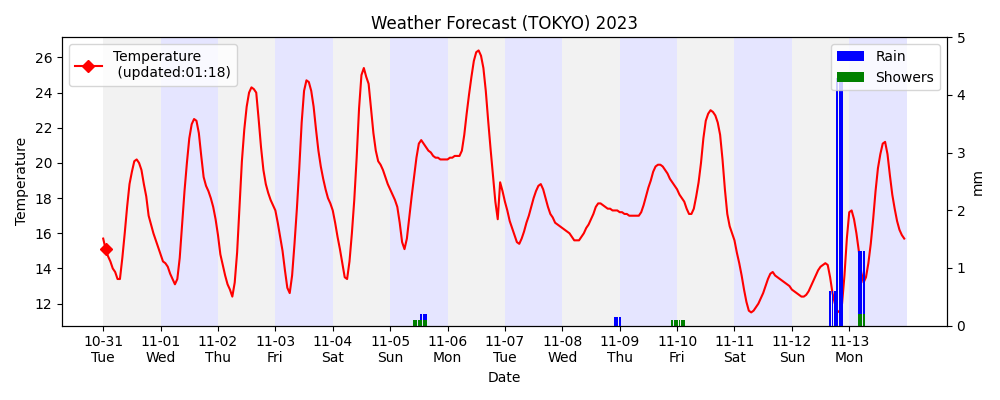 Weather Forecast (TOKYO) 2023
Temperature
(updated:01:18)
Rain
Showers
Temperature
26
24
22
20
18
16
14
12
5
4
3
2
1
0
mm
10-31 11-01 11-02 11-03 11-04 11-05 11-06 11-07 11-08 11-09 11-10 11-11 11-12 11-13
Tue Wed Thu Fri Sat Sun Mon Tue Wed Thu Fri Sat Sun Mon
Date